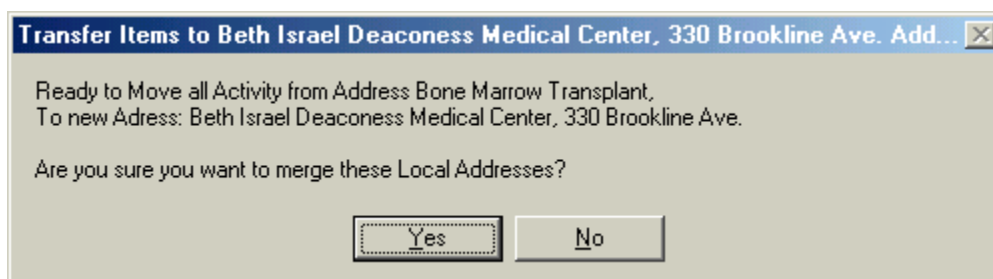 Transfer Items to Beth Israel Deaconess Medical Center, 330 Brookline Ave. Add...
Ready to Move all Activity from Address Bone Marrow Transplant,
To new Adress: Beth Israel Deaconess Medical Center, 330 Brookline Ave.
Are you sure you want to merge these Local Addresses?
Yes No